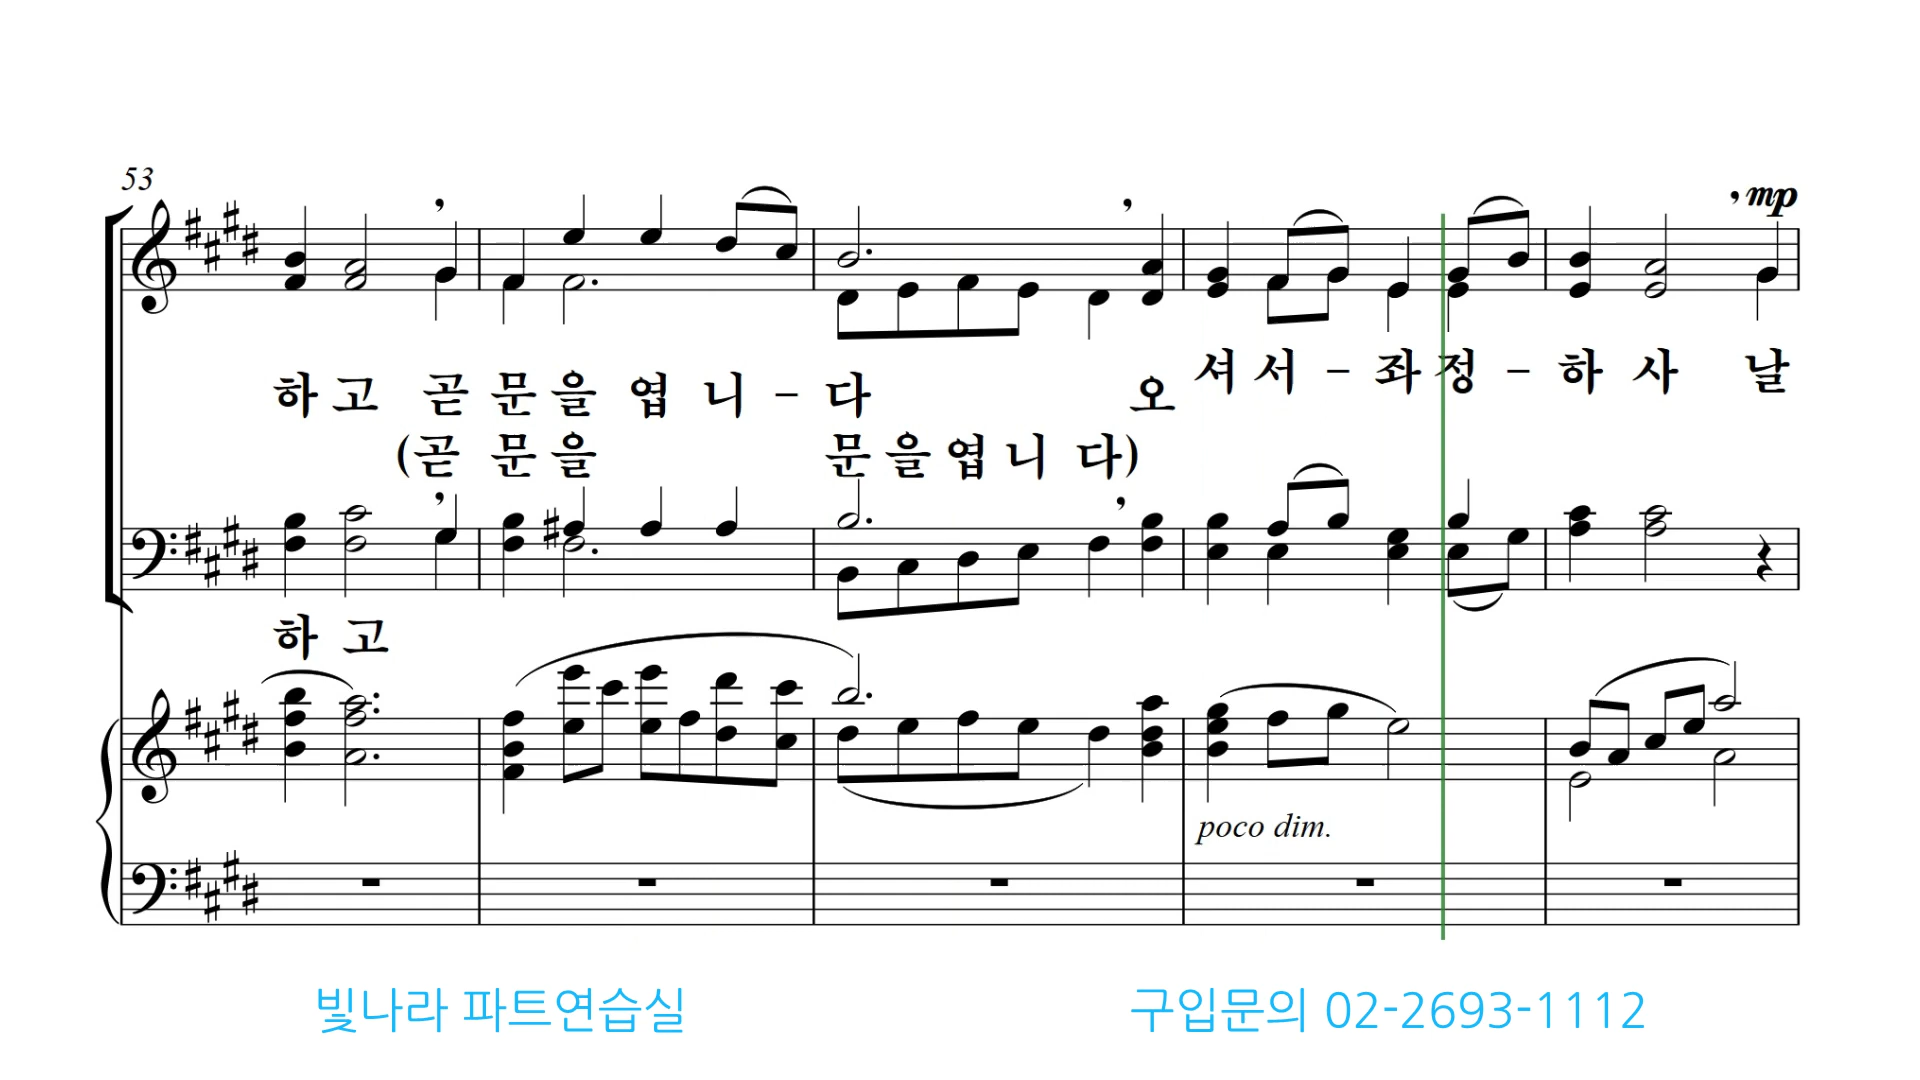 53
mp
하 고 곧 문 을 엽 니 - 다 오 셔 서 - 좌 정 - 하 사 날
(곧 문 을 문 을 엽 니 다)
하 고
poco dim.
빛나라 파트연습실 구입문의 02-2693-1112